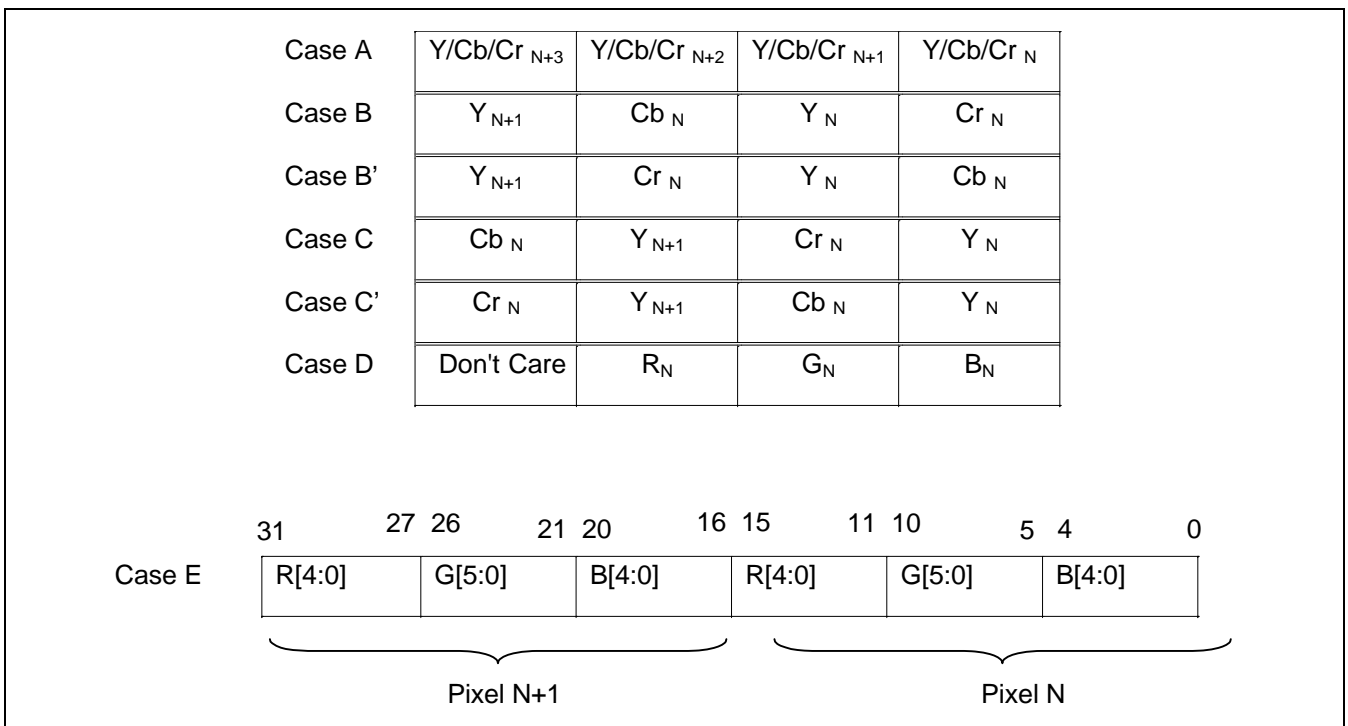 Case A Y/Cb/Cr N+3 Y/Cb/Cr N+2 Y/Cb/Cr N+1 Y/Cb/Cr N
Case B Y N+1 Cb N Y N Cr N
Case B’ Y N+1 Cr N Y N Cb N
Case C Cb N Y N+1 Cr N Y N
Case C’ Cr N Y N+1 Cb N Y N
Case D Don't Care RN GN BN
31 27 26 21 20 16 15 11 10 5 4 0
Case E R[4:0] G[5:0] B[4:0] R[4:0] G[5:0] B[4:0]
Pixel N+1 Pixel N